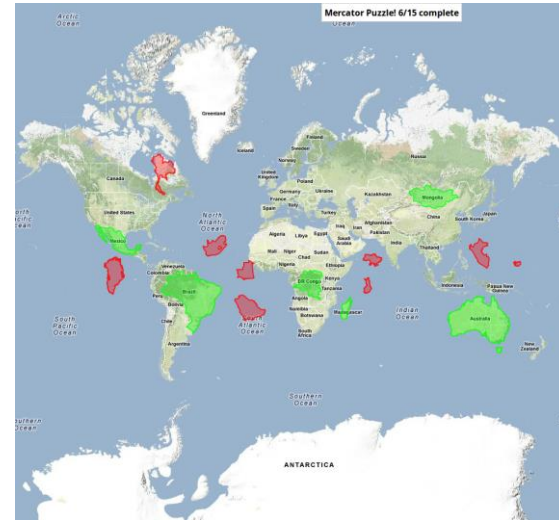 Mercator Puzzle! 6/15 complete
Arctic
Ocean
Greenland
Iceland
Finland
Sweden
Norway
Russia
Canada
United
Kingdom
Poland
Germany
Ukraine
Kazakhstan
France
Mongolia
Spain
Italy
Turkey
United States
North
Atlantic
Ocean
Iraq
Iran
Afghanistan
China
South Korea
Japan
Pakistan
Algeria
Libya
Egypt
Saudi
Arabia
India
Mexico
Mali
Niger
Sudan
Chad
Thailand
Nigeria
Ethiopia
Venezuela
Colombia
Kenya
DR Congo
Tanzania
Indonesia
Papua New
Guinea
Brazil
Peru
Bolivia
Angola
Namibia
Botswana
Madagascar
Indian
Ocean
Australia
Chile
South
Pacific
Ocean
Atlantic
Ocean
South
Africa
Argentina
New
Zealand
Southern
Ocean
ANTARCTICA